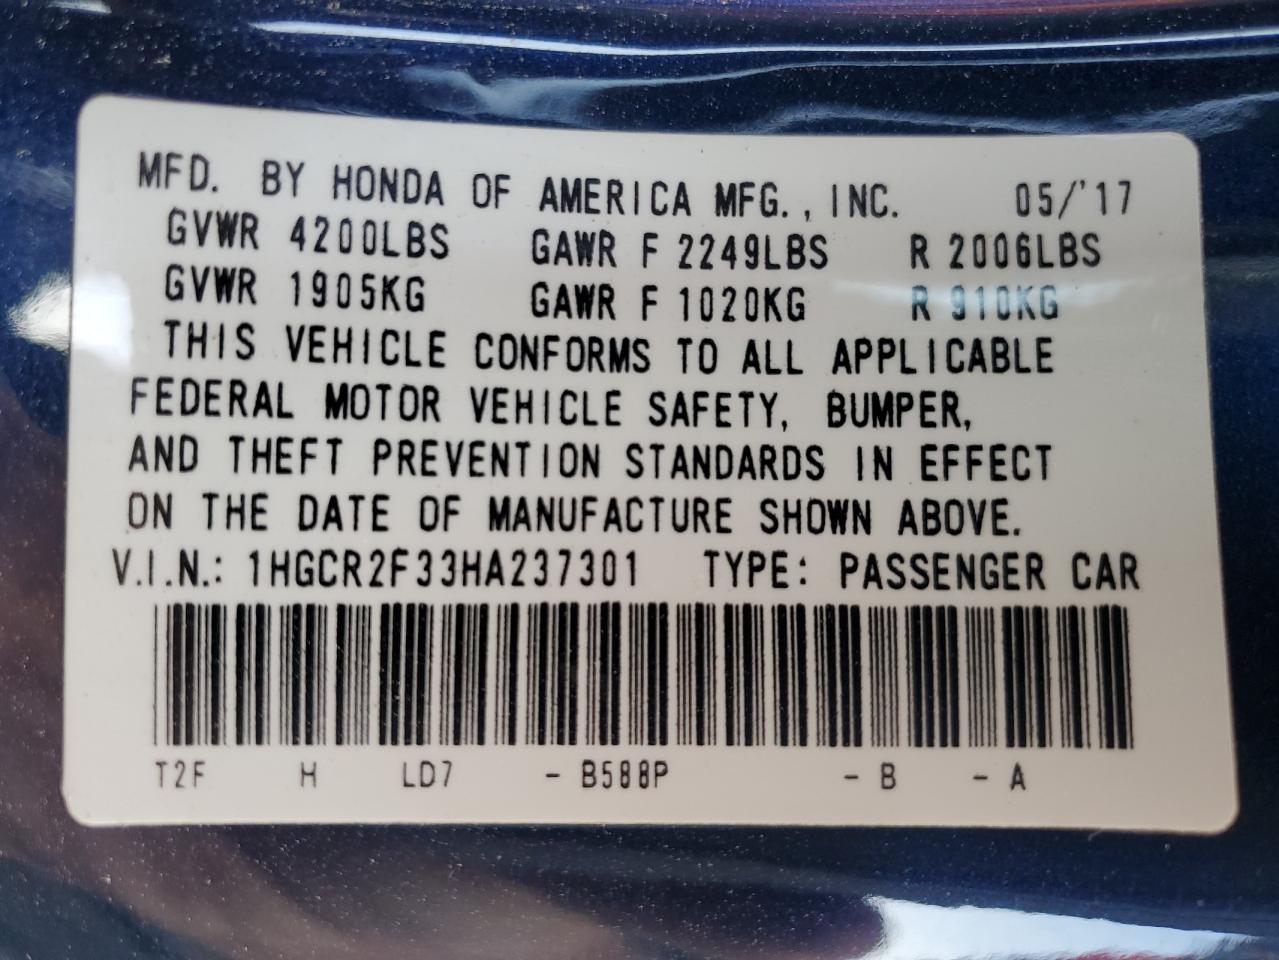 MFD. BY HONDA OF AMERICA MFG., INC. 05/'17
GVWR 4200LBS GAWR F 2249LBS R 2006LBS
GVWR 1905KG GAWR F 1020KG R 910KG
THIS VEHICLE CONFORMS TO ALL APPLICABLE
FEDERAL MOTOR VEHICLE SAFETY, BUMPER,
AND THEFT PREVENTION STANDARDS IN EFFECT
ON THE DATE OF MANUFACTURE SHOWN ABOVE.
V.I.N.: 1HGCR2F33HA237301 TYPE: PASSENGER CAR
T2F H LD7 - B588P - B - A